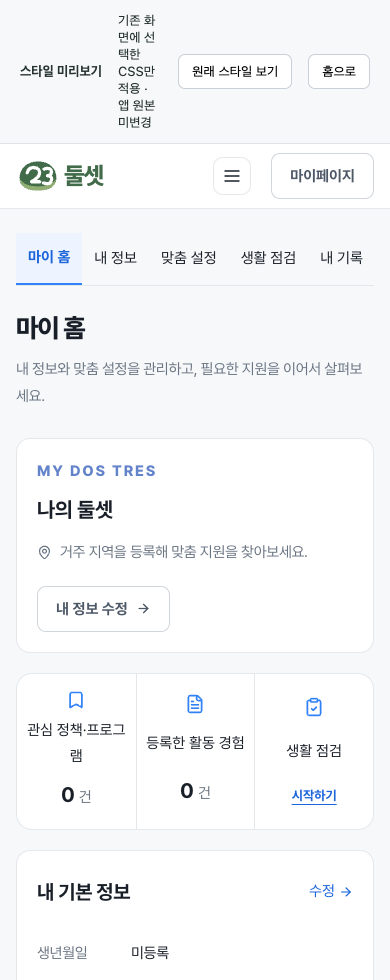 스타일 미리보기
기존 화
면에 선
택한
CSS만
적용 ·
앱 원본
미변경
원래 스타일 보기
홈으로
23 둘셋
마이페이지
마이 홈
내 정보
맞춤 설정
생활 점검
내 기록
마이 홈
내 정보와 맞춤 설정을 관리하고, 필요한 지원을 이어서 살펴보
세요.
MY DOS TRES
나의 둘셋
거주 지역을 등록해 맞춤 지원을 찾아보세요.
내 정보 수정 →
관심 정책·프로그
램
0 건
등록한 활동 경험
0 건
생활 점검
시작하기
내 기본 정보
수정 →
생년월일
미등록